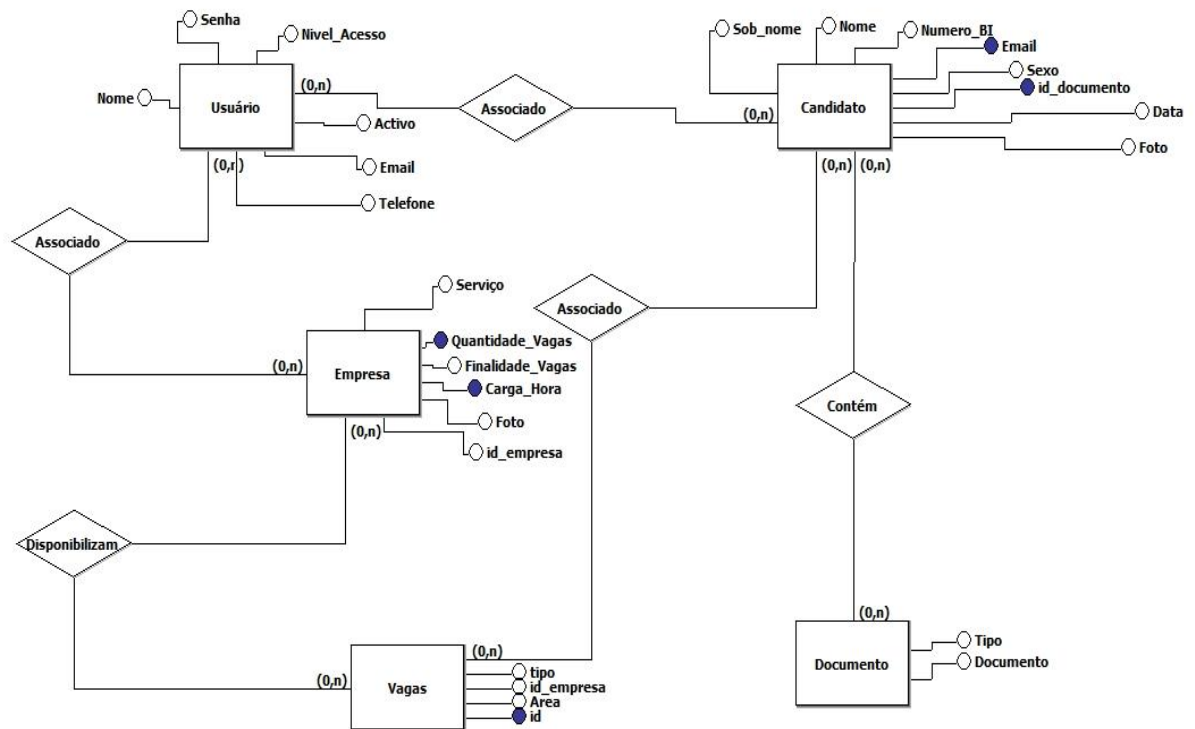 Senha
Nivel_Acesso
Nome
Usuário
(0,n)
Activo
(0,n)
Email
Telefone
Associado
Sob_nome
Nome
Numero_BI
Email
Sexo
id_documento
Data
Foto
Candidato
(0,n)
(0,n)
(0,n)
Associado
Serviço
Quantidade_Vagas
Finalidade_Vagas
Carga_Hora
Foto
id_empresa
Empresa
(0,n)
(0,n)
Associado
Contém
Disponibilizam
(0,n)
Vagas
(0,n)
tipo
id_empresa
Area
id
(0,n)
Documento
Tipo
Documento